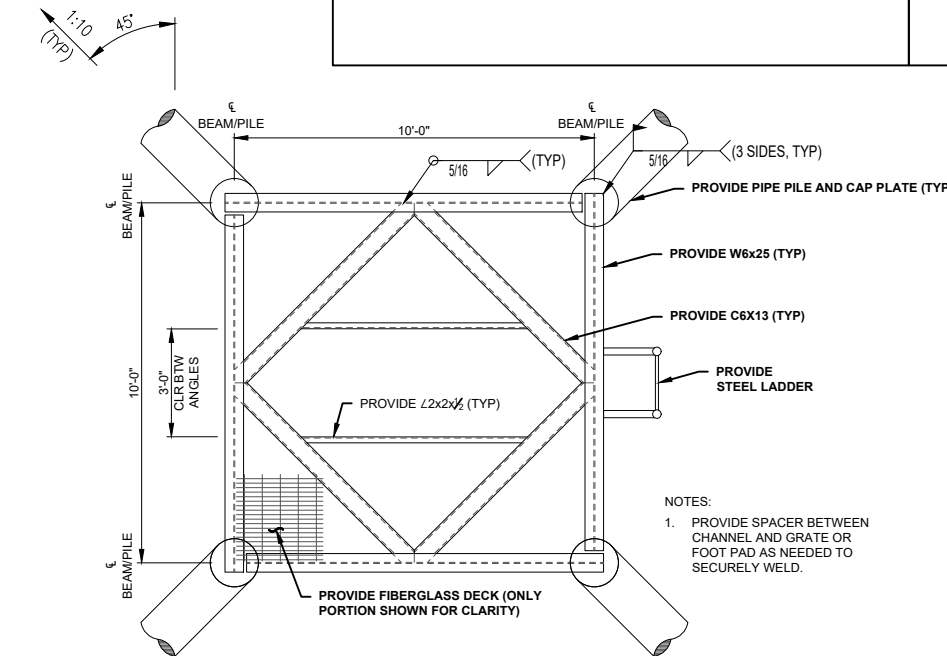 1:10
(TYP)
45°
℄
BEAM/PILE
10'-0"
℄
BEAM/PILE
5/16
(TYP)
5/16
(3 SIDES, TYP)
PROVIDE PIPE PILE AND CAP PLATE (TYP
℄
BEAM/PILE
PROVIDE W6x25 (TYP)
PROVIDE C6X13 (TYP)
10'-0"
3'-0"
CLR BTW
ANGLES
PROVIDE
STEEL LADDER
PROVIDE ∠2x2x½ (TYP)
NOTES:
1. PROVIDE SPACER BETWEEN
CHANNEL AND GRATE OR
FOOT PAD AS NEEDED TO
SECURELY WELD.
℄
BEAM/PILE
PROVIDE FIBERGLASS DECK (ONLY
PORTION SHOWN FOR CLARITY)